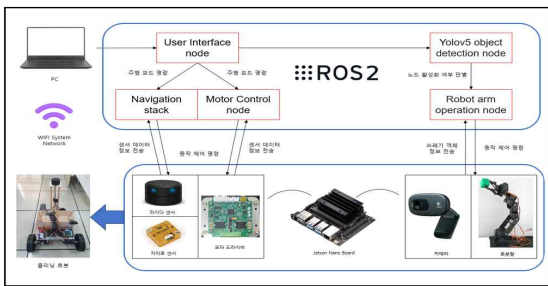 User Interface
node
Yolov5 object
detection node
PC
주행 모드 명령
주행 모드 명령
ROS2
노드 활성화 여부 판별
Navigation
stack
Motor Control
node
Robot arm
operation node
WIFI System
Network
센서 데이터
정보 전송
동작 제어 명령
센서 데이터
정보 전송
쓰레기 객체
정보 전송
동작 제어 명령
라이다 센서
자이로 센서
모터 드라이버
Jetson Nano Board
카메라
로봇팔
클리닝 로봇